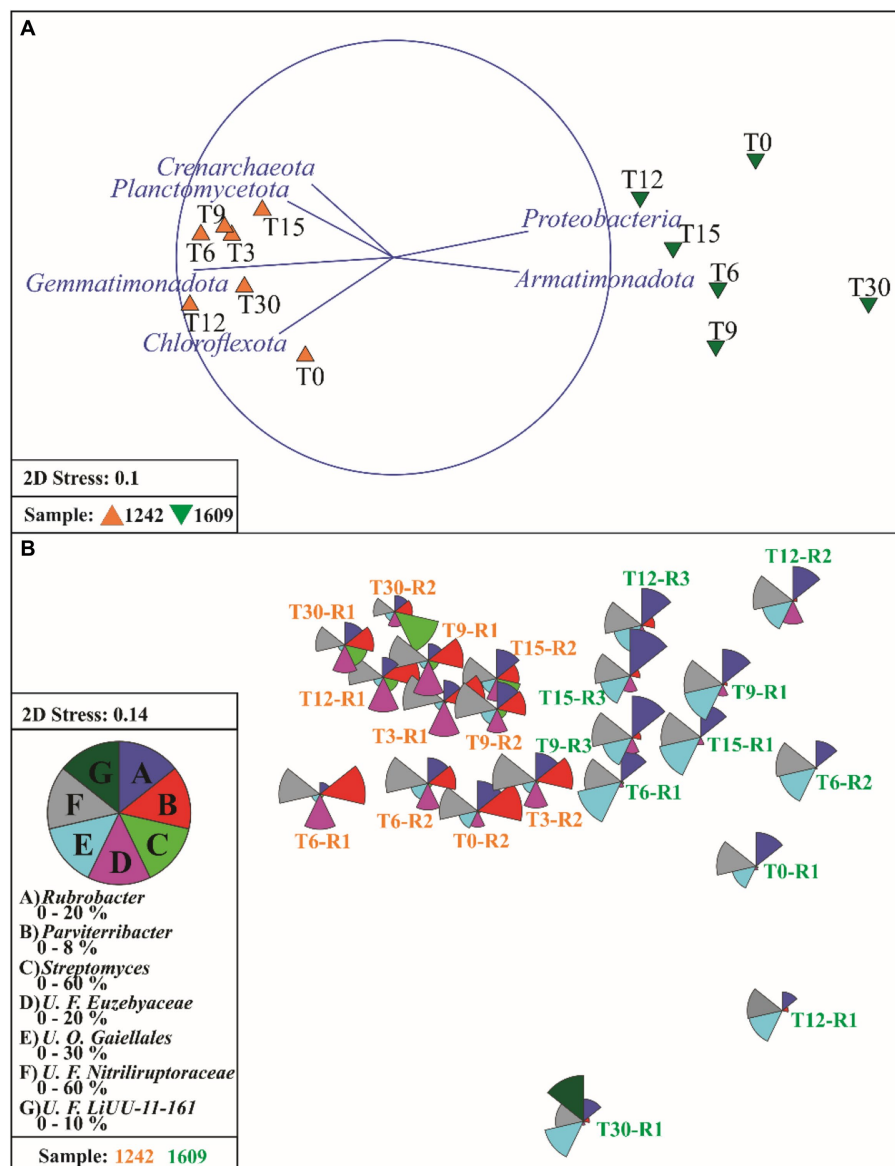 A
T0
Crenarchaeota
T12
Planctomycetota
T9
T15
Proteobacteria
T6
T3
T15
Gemmatimonadota
T30
Armatimonadota
T6
T30
T12
Chloroflexota
T9
T0
2D Stress: 0.1
Sample: 1242 1609
B
T12-R2
T30-R2
T12-R3
T30-R1
T9-R1
T15-R2
T12-R1
T15-R3
T9-R1
T3-R1
T9-R2
T9-R3
T15-R1
T6-R1
T6-R2
T6-R1
T6-R2
T0-R2
T3-R2
T0-R1
T12-R1
T30-R1
2D Stress: 0.14
G A
F B
E D C
A) Rubrobacter
0 - 20 %
B) Parviterribacter
0 - 8 %
C) Streptomyces
0 - 60 %
D) U. F. Euzebyaceae
0 - 20 %
E) U. O. Gaiellales
0 - 30 %
F) U. F. Nitriliruptoraceae
0 - 60 %
G) U. F. LiUU-11-161
0 - 10 %
Sample: 1242 1609